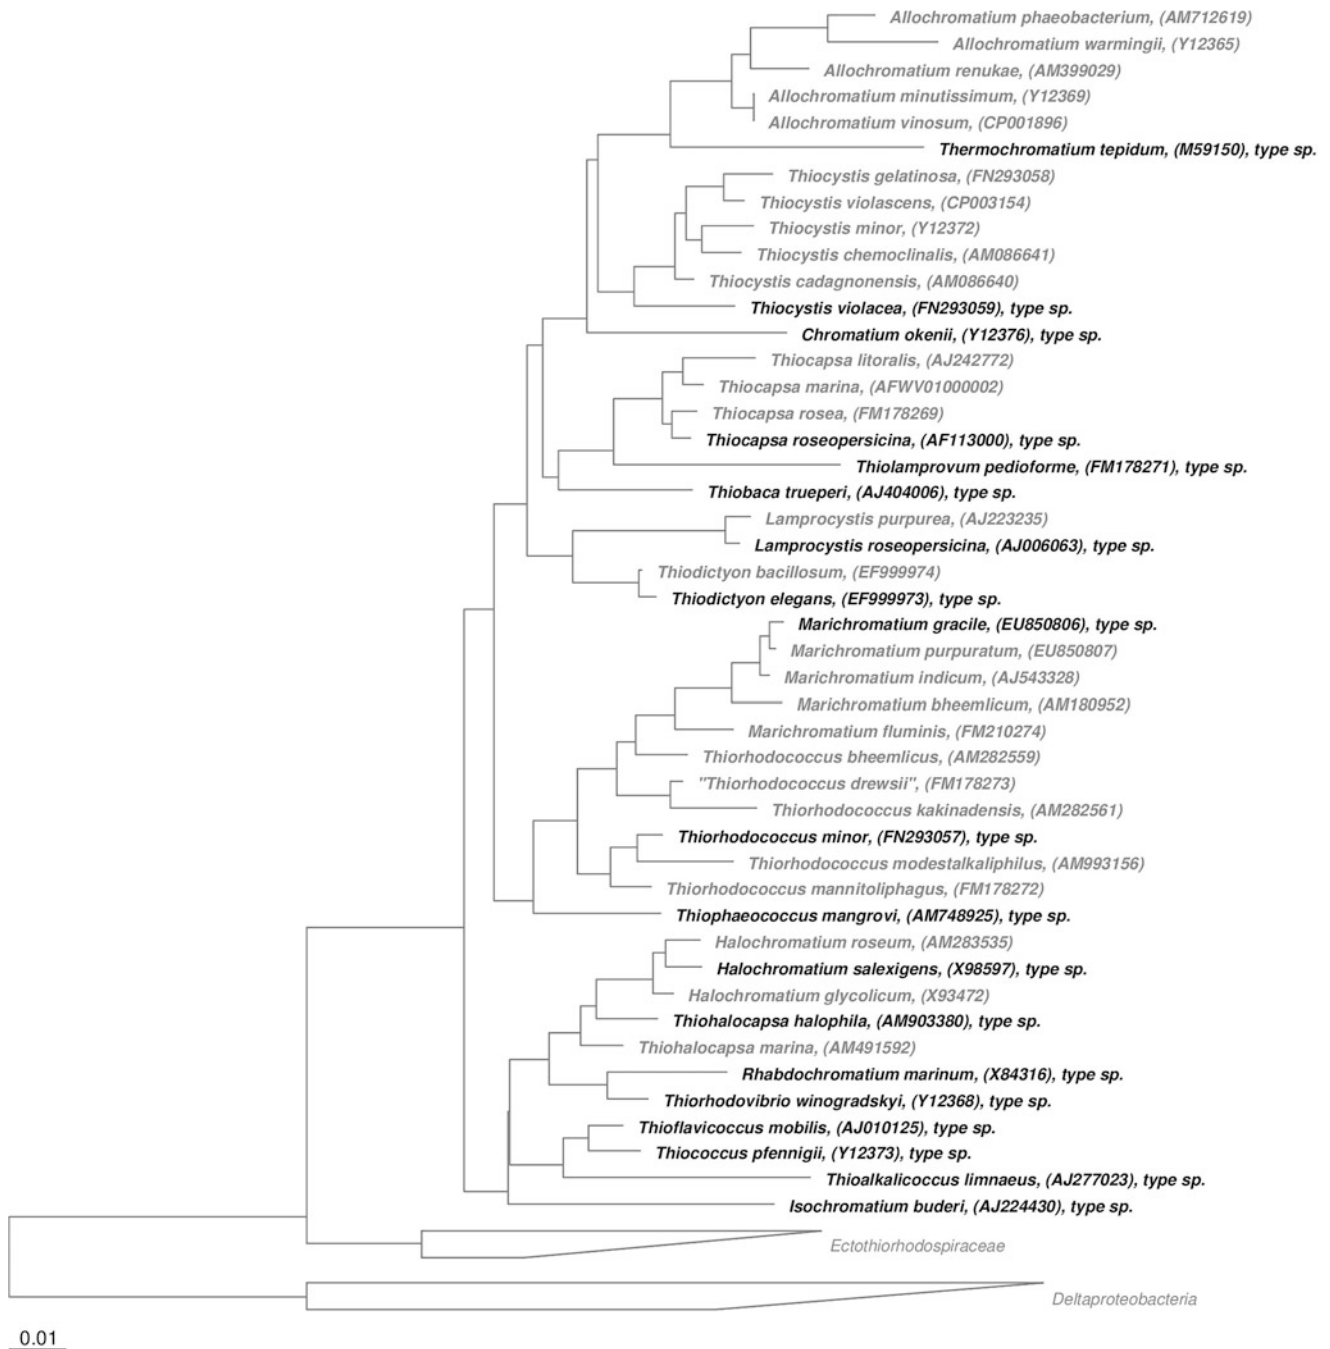 Allochromatium phaeobacterium, (AM712619)
Allochromatium warmingii, (Y12365)
Allochromatium renukae, (AM399029)
Allochromatium minutissimum, (Y12369)
Allochromatium vinosum, (CP001896)
Thermochromatium tepidum, (M59150), type sp.
Thiocystis gelatinosa, (FN293058)
Thiocystis violascens, (CP003154)
Thiocystis minor, (Y12372)
Thiocystis chemoclinalis, (AM086641)
Thiocystis cadagnonensis, (AM086640)
Thiocystis violacea, (FN293059), type sp.
Chromatium okenii, (Y12376), type sp.
Thiocapsa litoralis, (AJ242772)
Thiocapsa marina, (AFWV01000002)
Thiocapsa rosea, (FM178269)
Thiocapsa roseopersicina, (AF113000), type sp.
Thiolamprovum pedioforme, (FM178271), type sp.
Thiobaca trueperi, (AJ404006), type sp.
Lamprocystis purpurea, (AJ223235)
Lamprocystis roseopersicina, (AJ006063), type sp.
Thiodictyon bacillosum, (EF999974)
Thiodictyon elegans, (EF999973), type sp.
Marichromatium gracile, (EU850806), type sp.
Marichromatium purpuratum, (EU850807)
Marichromatium indicum, (AJ543328)
Marichromatium bheemlicum, (AM180952)
Marichromatium fluminis, (FM210274)
Thiorhodococcus bheemlicus, (AM282559)
"Thiorhodococcus drewsii", (FM178273)
Thiorhodococcus kakinadensis, (AM282561)
Thiorhodococcus minor, (FN293057), type sp.
Thiorhodococcus modestalkaliphilus, (AM993156)
Thiorhodococcus mannitoliphagus, (FM178272)
Thiophaeococcus mangrovi, (AM748925), type sp.
Halochromatium roseum, (AM283535)
Halochromatium salexigens, (X98597), type sp.
Halochromatium glycolicum, (X93472)
Thiohalocapsa halophila, (AM903380), type sp.
Thiohalocapsa marina, (AM491592)
Rhabdochromatium marinum, (X84316), type sp.
Thiorhodovibrio winogradskyi, (Y12368), type sp.
Thioflavicoccus mobilis, (AJ010125), type sp.
Thiococcus pfennigii, (Y12373), type sp.
Thioalkalicoccus limnaeus, (AJ277023), type sp.
Isochromatium buderi, (AJ224430), type sp.
Ectothiorhodospiraceae
Deltaproteobacteria
0.01